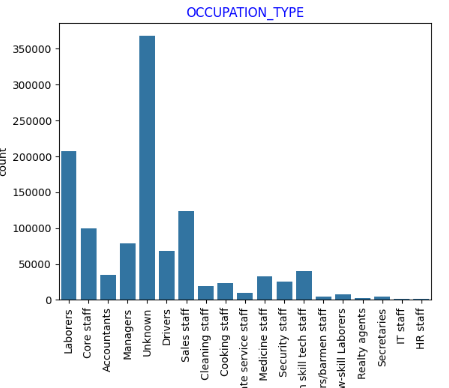 OCCUPATION_TYPE
350000
300000
250000
200000
150000
100000
50000
0
count
Laborers
Core staff
Accountants
Managers
Unknown
Drivers
Sales staff
Cleaning staff
Cooking staff
service staff
Medicine staff
Security staff
skill tech staff
/barmen staff
-skill Laborers
Realty agents
Secretaries
IT staff
HR staff